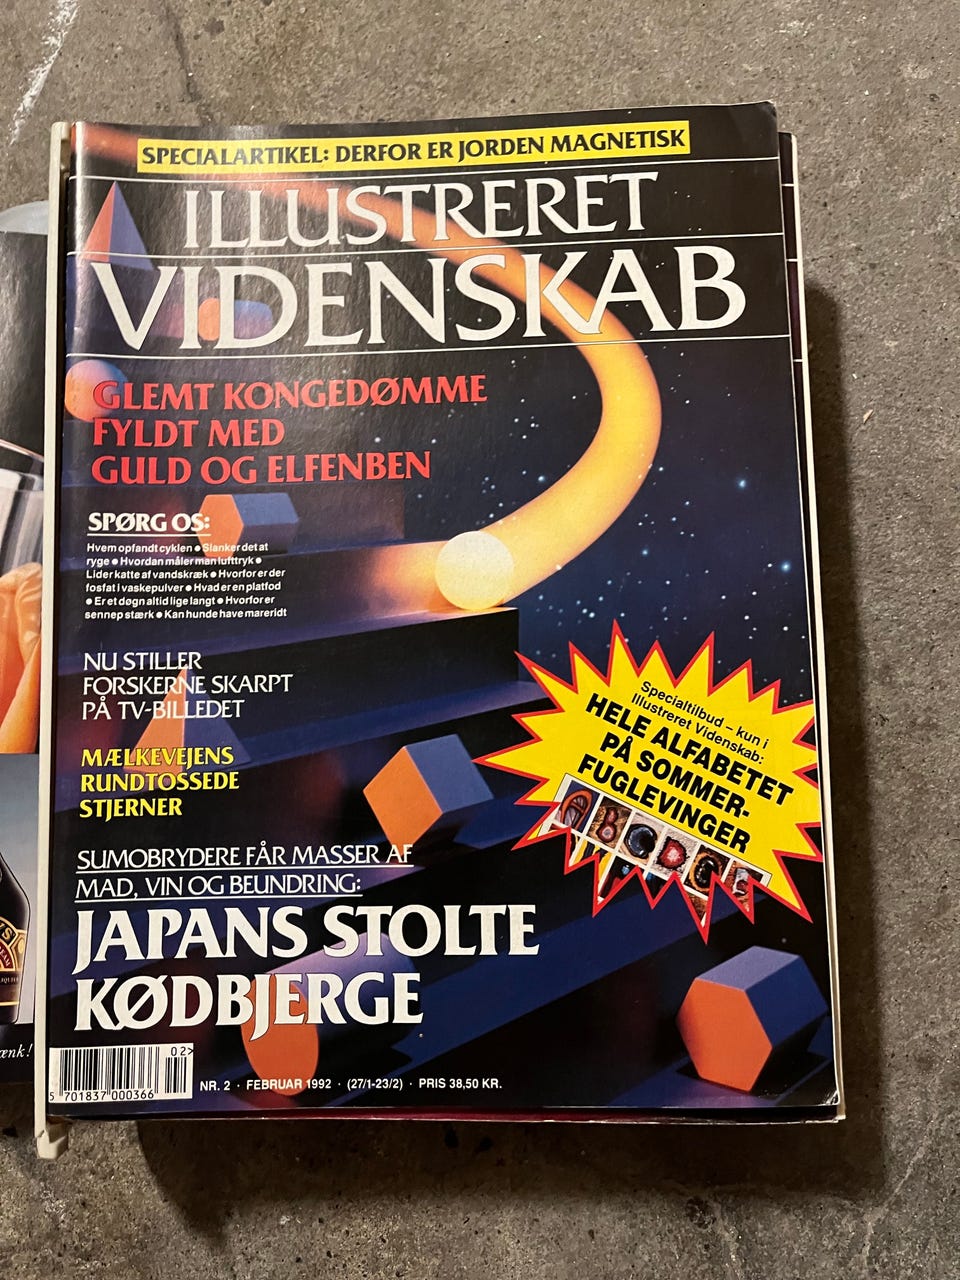 SPECIALARTIKEL: DERFOR ER JORDEN MAGNETISK
ILLUSTRERET
VIDENSKAB
GLEMT KONGEDØMME
FYLDT MED
GULD OG ELFENBEN
SPØRG OS:
Hvem opfandt cyklen ● Slanker det at
ryge ● Hvordan måler man lufttryk ●
Lider katte af vandskræk ● Hvorfor er der
fosfat i vaskepulver ● Hvad er en platfod
● Er et døgn altid lige langt ● Hvorfor er
sennep stærk ● Kan hunde have mareridt
NU STILLER
FORSKERNE SKARPT
PÅ TV-BILLEDET
MÆLKEVEJENS
RUNDTOSSEDE
STJERNER
Specialtilbud – kun i
Illustreret Videnskab:
HELE ALFABETET
PÅ SOMMER-
FUGLEVINGER
A B C D C E
SUMOBRYDERE FÅR MASSER AF
MAD, VIN OG BEUNDRING:
JAPANS STOLTE
KØDBJERGE
02>
5 701837 000366
NR. 2 · FEBRUAR 1992 · (27/1-23/2) · PRIS 38,50 KR.